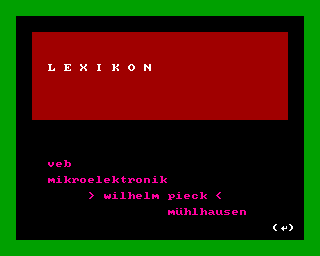 L E X I K O N
veb
mikroelektronik
> wilhelm pieck <
mühlhausen
(↵)